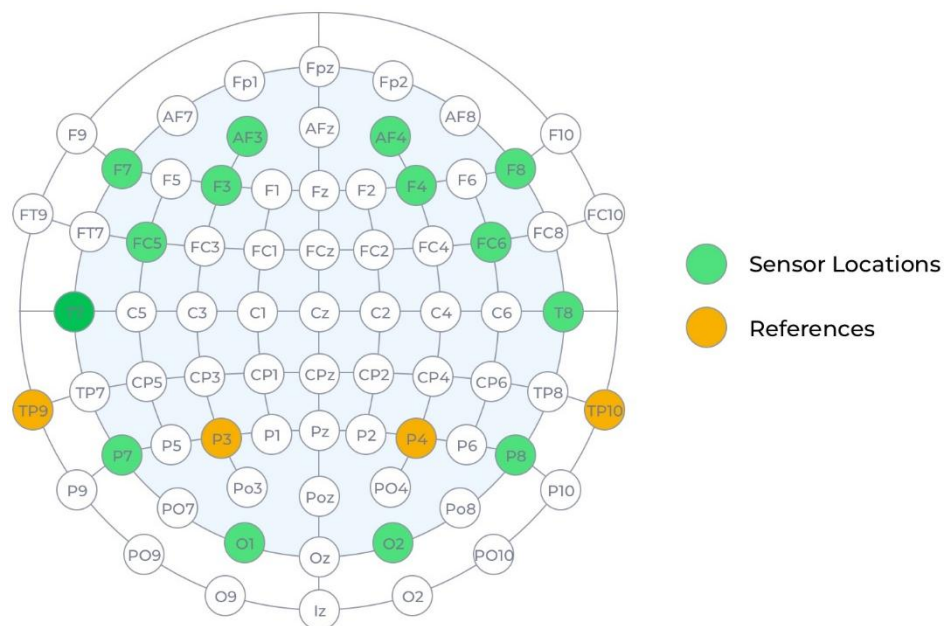 Fpz
Fp1
Fp2
AF7
AF8
AFz
F9
AF3
AF4
F10
F7
F5
F3
F1
Fz
F2
F4
F6
F8
FT9
FC10
FT7
FC5
FC3
FC1
FCz
FC2
FC4
FC6
FC8
Sensor Locations
C5
C3
C1
Cz
C2
C4
C6
T8
References
TP7
CP5
CP3
CP1
CPz
CP2
CP4
CP6
TP8
TP9
TP10
P7
P5
P3
P1
Pz
P2
P4
P6
P8
P9
Po3
Poz
PO4
P10
PO7
Po8
O1
O2
PO9
Oz
PO10
O9
Iz
O2